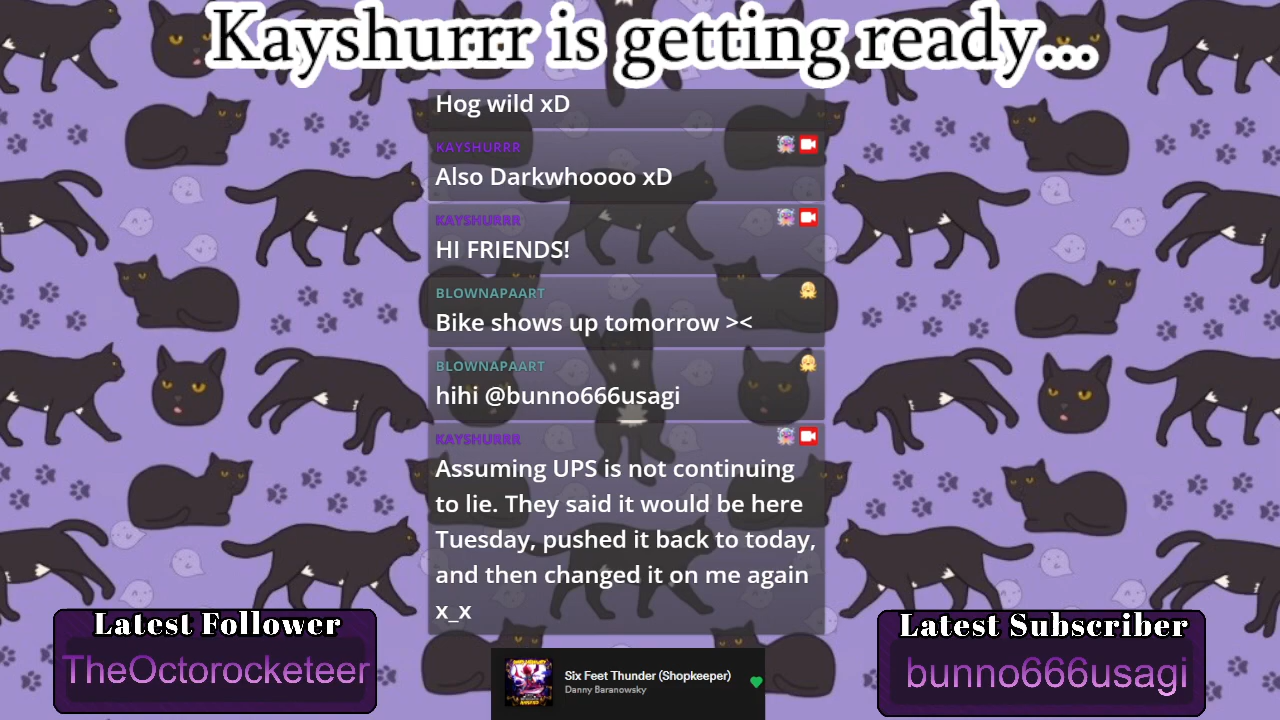 Kayshurrr is getting ready...
Hog wild xD
KAYSHURRR
Also Darkwhoooo xD
KAYSHURRR
HI FRIENDS!
BLOWNAPAART
Bike shows up tomorrow ><
BLOWNAPAART
hihi @bunno666usagi
KAYSHURRR
Assuming UPS is not continuing
to lie. They said it would be here
Tuesday, pushed it back to today,
and then changed it on me again
x_x
Latest Follower
TheOctorocketeer
Six Feet Thunder (Shopkeeper)
Danny Baranowsky
Latest Subscriber
bunno666usagi